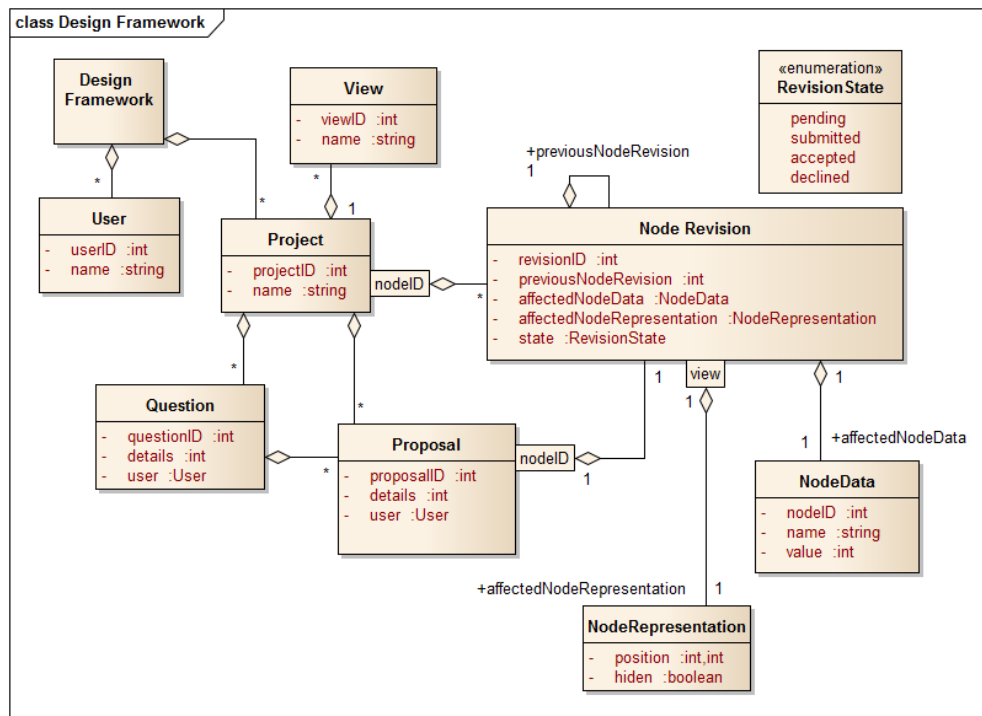 class Design Framework
Design
Framework
View
- viewID :int
- name :string
«enumeration»
RevisionState
pending
submitted
accepted
declined
+previousNodeRevision
1
*
*
*
1
User
- userID :int
- name :string
Project
- projectID :int
- name :string
nodeID
*
Node Revision
- revisionID :int
- previousNodeRevision :int
- affectedNodeData :NodeData
- affectedNodeRepresentation :NodeRepresentation
- state :RevisionState
view
1
1
1
*
*
Question
- questionID :int
- details :int
- user :User
*
Proposal
- proposalID :int
- details :int
- user :User
nodeID
1
+affectedNodeData
1
NodeData
- nodeID :int
- name :string
- value :int
+affectedNodeRepresentation
1
NodeRepresentation
- position :int,int
- hiden :boolean